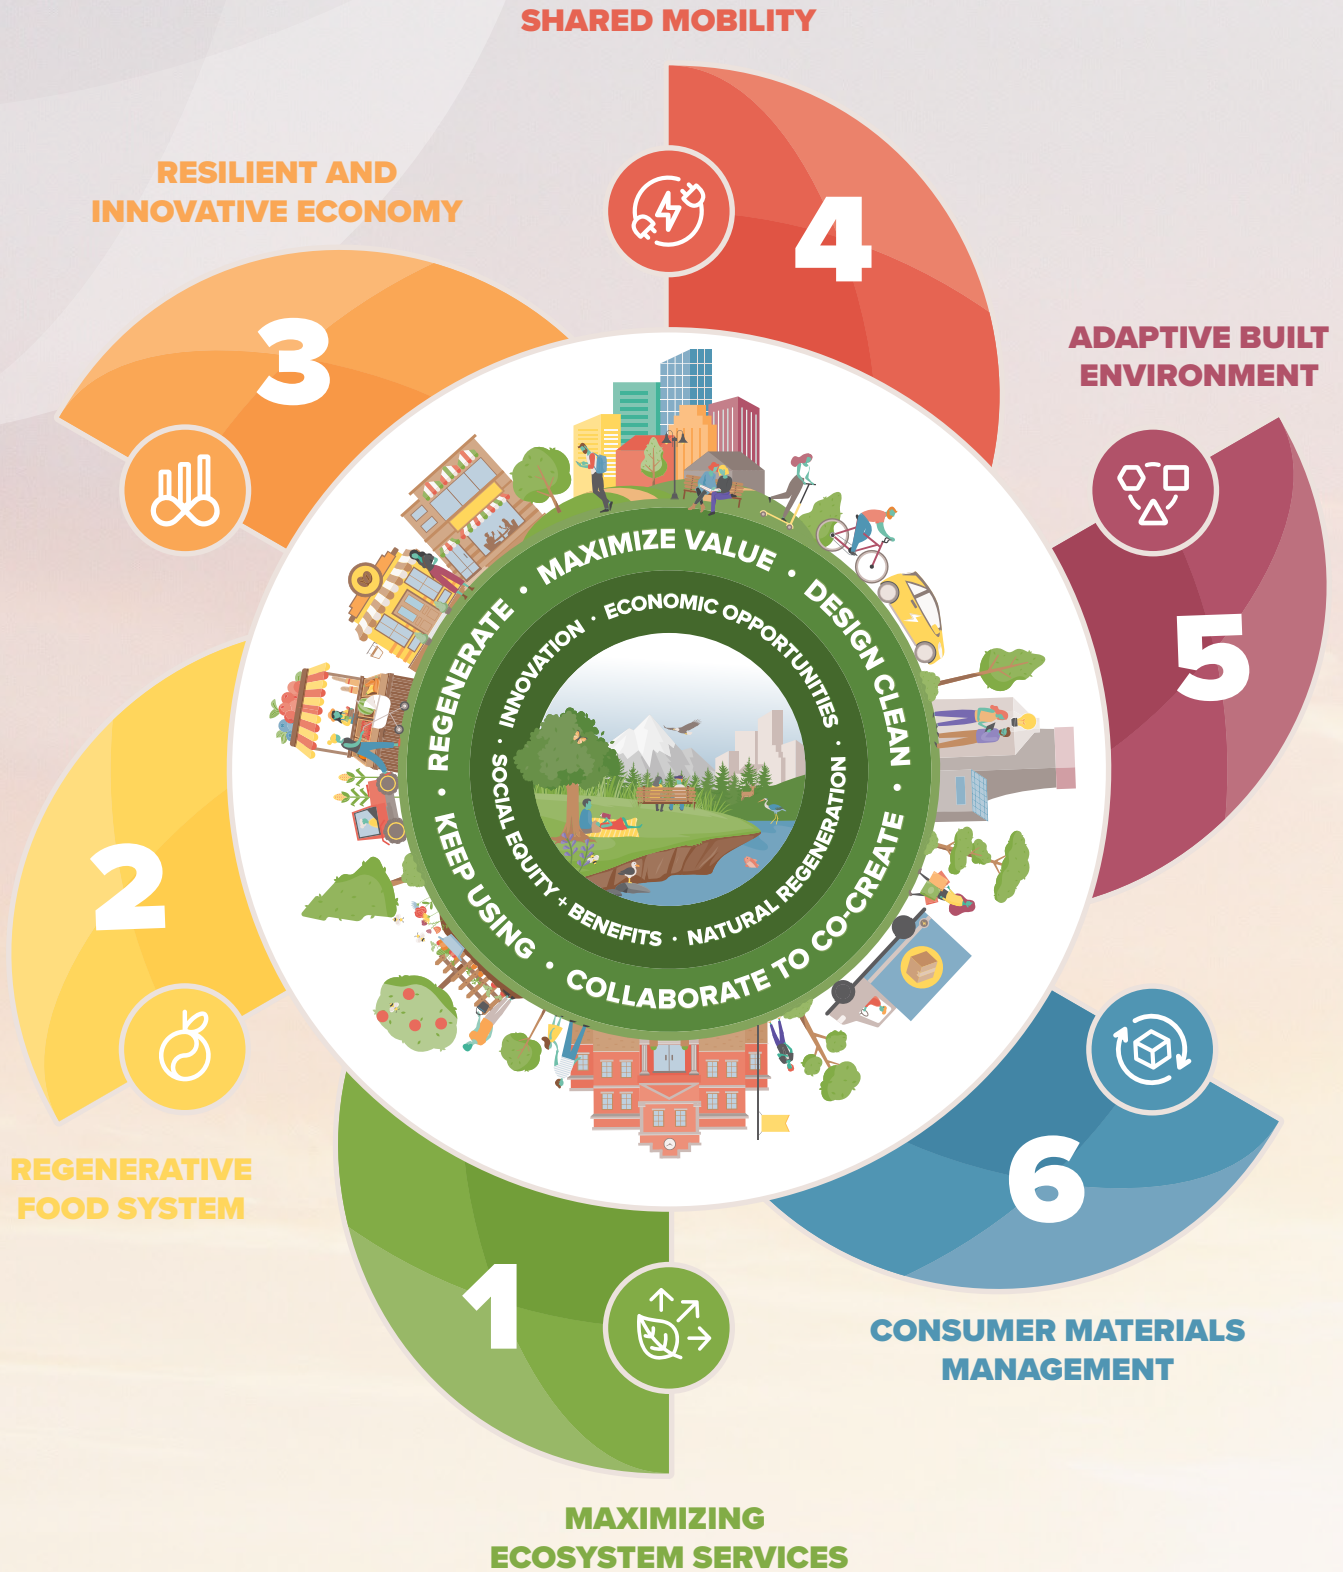 SHARED MOBILITY
4
RESILIENT AND
INNOVATIVE ECONOMY
3
ADAPTIVE BUILT
ENVIRONMENT
5
2
REGENERATIVE
FOOD SYSTEM
6
CONSUMER MATERIALS
MANAGEMENT
1
MAXIMIZING
ECOSYSTEM SERVICES
MAXIMIZE VALUE • DESIGN CLEAN • COLLABORATE TO CO-CREATE • KEEP USING • REGENERATE •
INNOVATION · ECONOMIC OPPORTUNITIES · NATURAL REGENERATION · SOCIAL EQUITY + BENEFITS ·